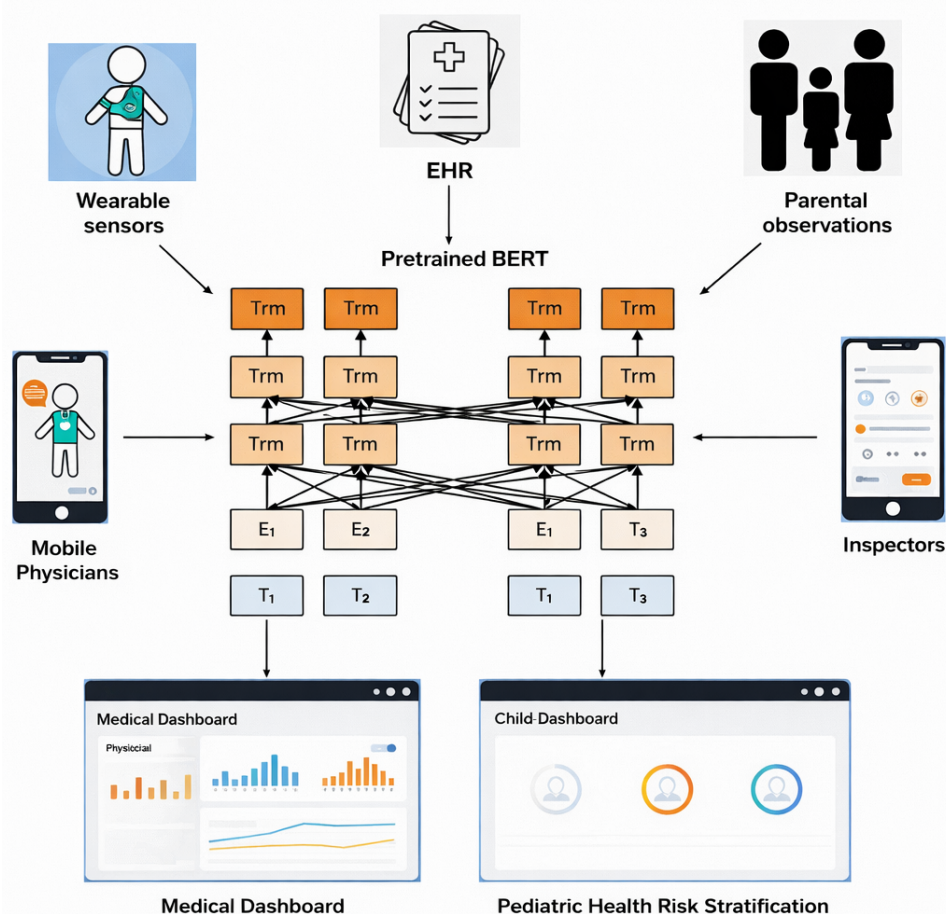 EHR
Wearable
sensors
Parental
observations
Pretrained BERT
Trm Trm Trm Trm
Trm Trm Trm Trm
Trm Trm Trm Trm
E1 E2 E1 T3
T1 T2 T1 T3
Mobile
Physicians
Inspectors
Medical Dashboard
Child-Dashboard
Medical Dashboard
Pediatric Health Risk Stratification